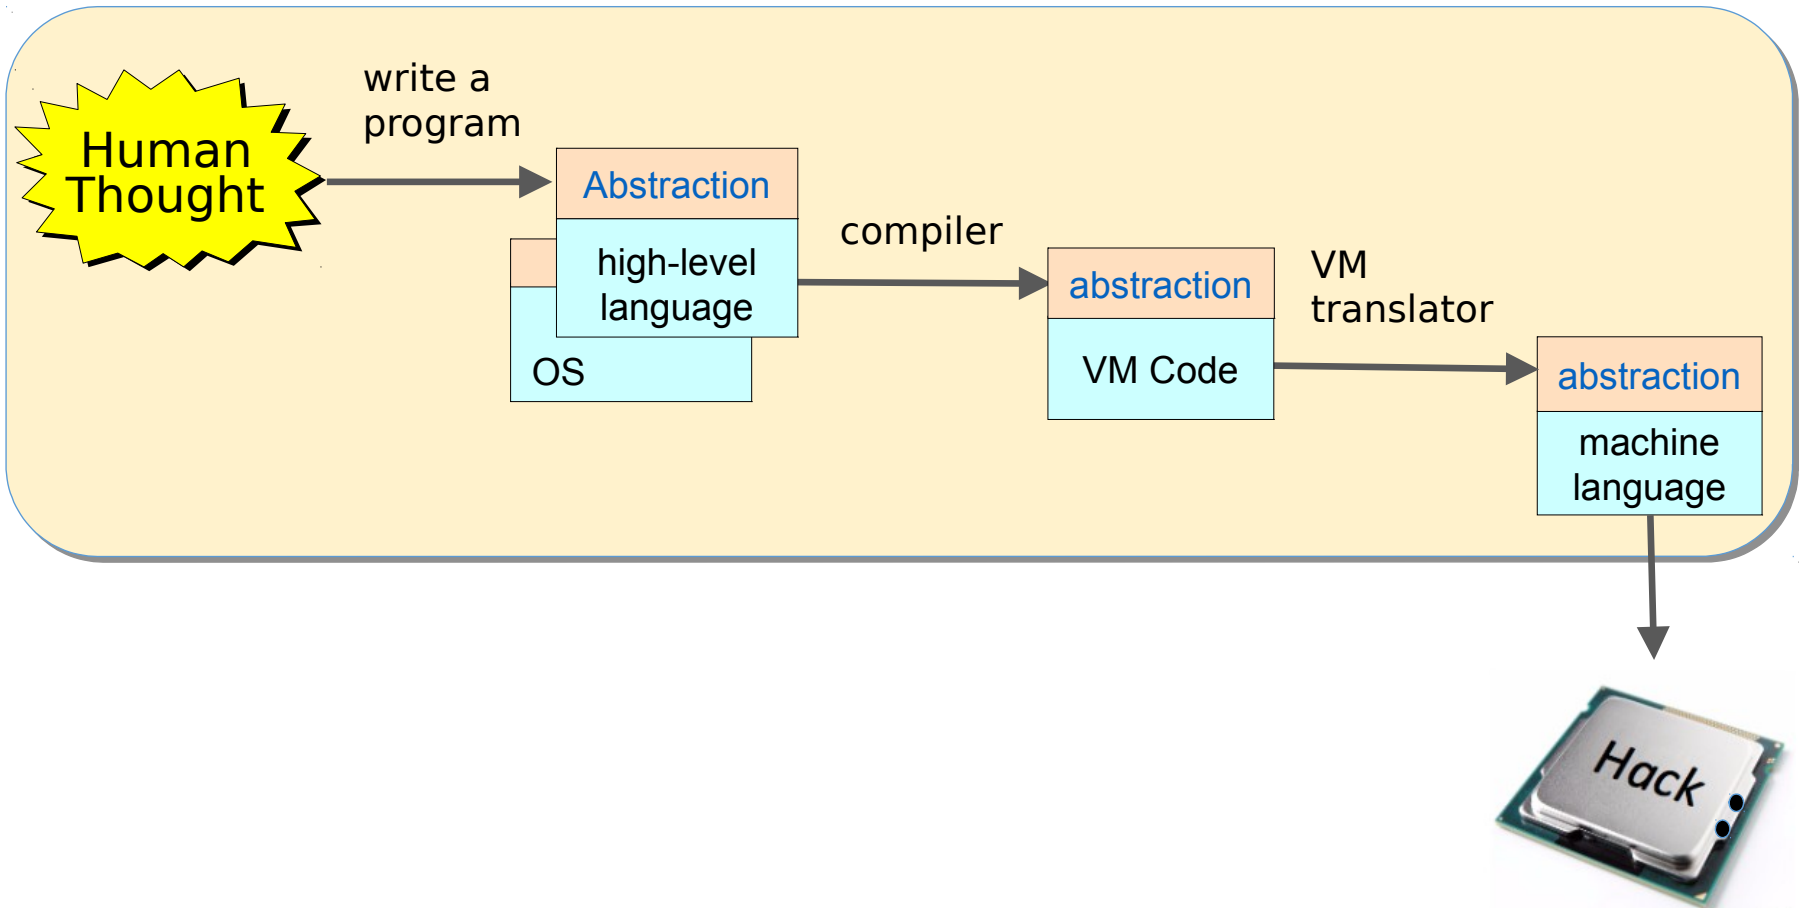 Human
Thought
write a
program
Abstraction
high-level
language
OS
compiler
abstraction
VM Code
VM
translator
abstraction
machine
language
Hack